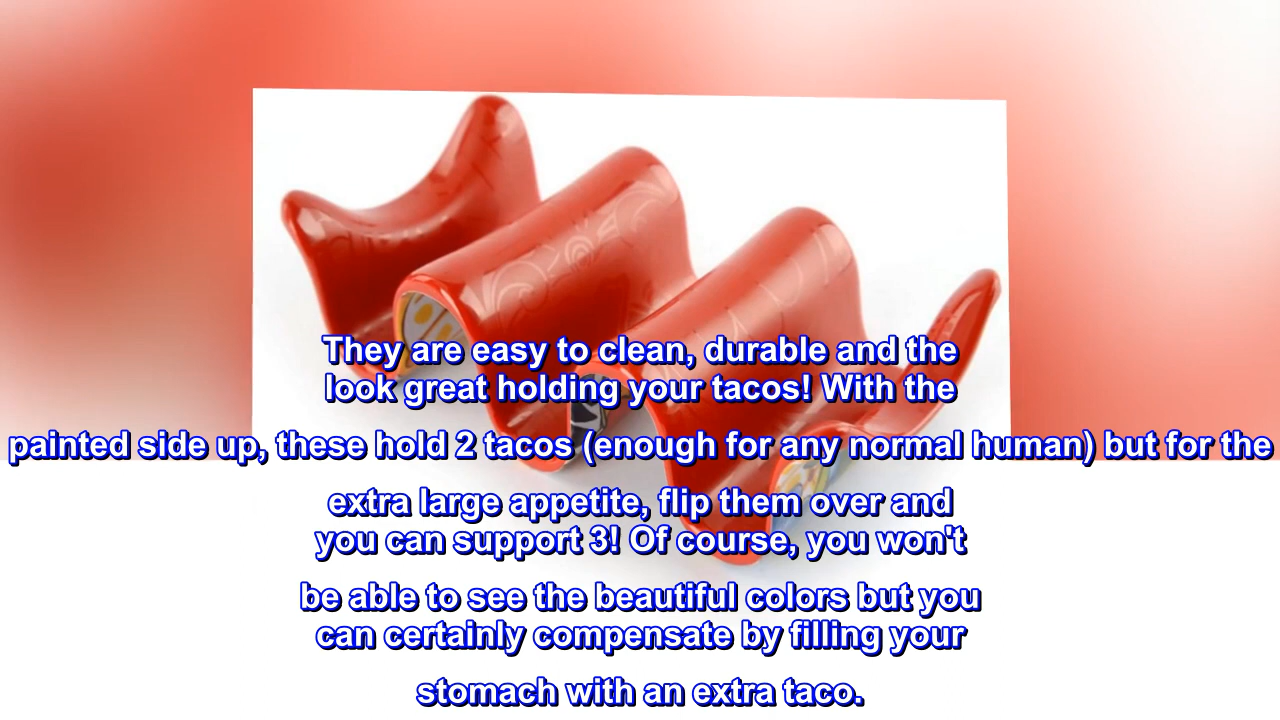 They are easy to clean, durable and the
look great holding your tacos! With the
painted side up, these hold 2 tacos (enough for any normal human) but for the
extra large appetite, flip them over and
you can support 3! Of course, you won't
be able to see the beautiful colors but you
can certainly compensate by filling your
stomach with an extra taco.